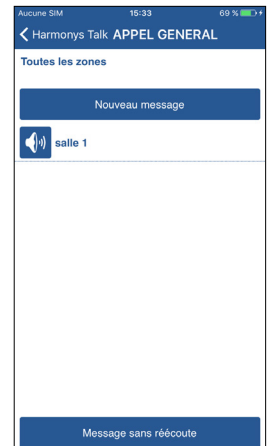 Aucune SIM 15:33 69 %
Harmonys Talk APPEL GENERAL
Toutes les zones
Nouveau message
salle 1
Message sans réécoute